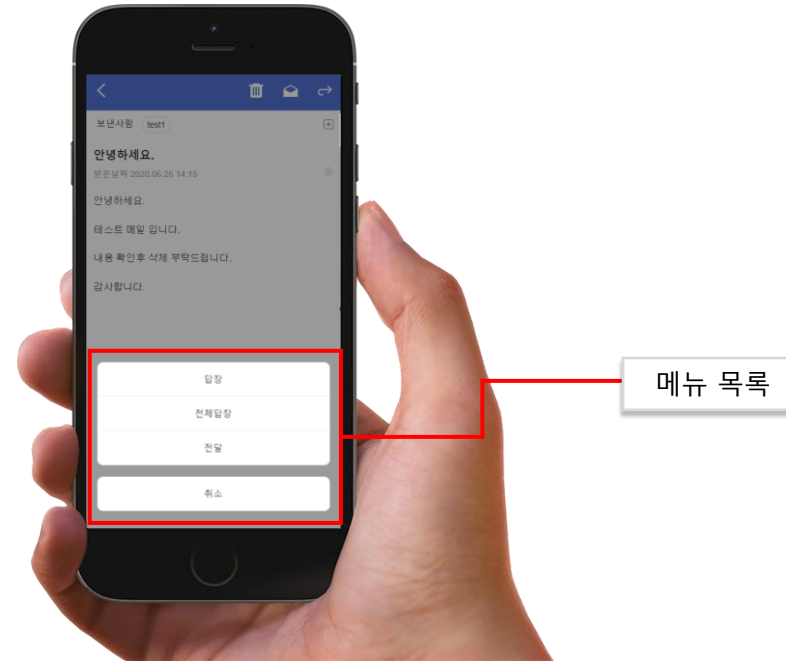 보낸사람 test1
안녕하세요.
받은날짜 2020.06.26 14:10
안녕하세요.
테스트 메일 입니다.
내용 확인후 삭제 부탁드립니다.
감사합니다.
답장
전체답장
전달
취소
메뉴 목록